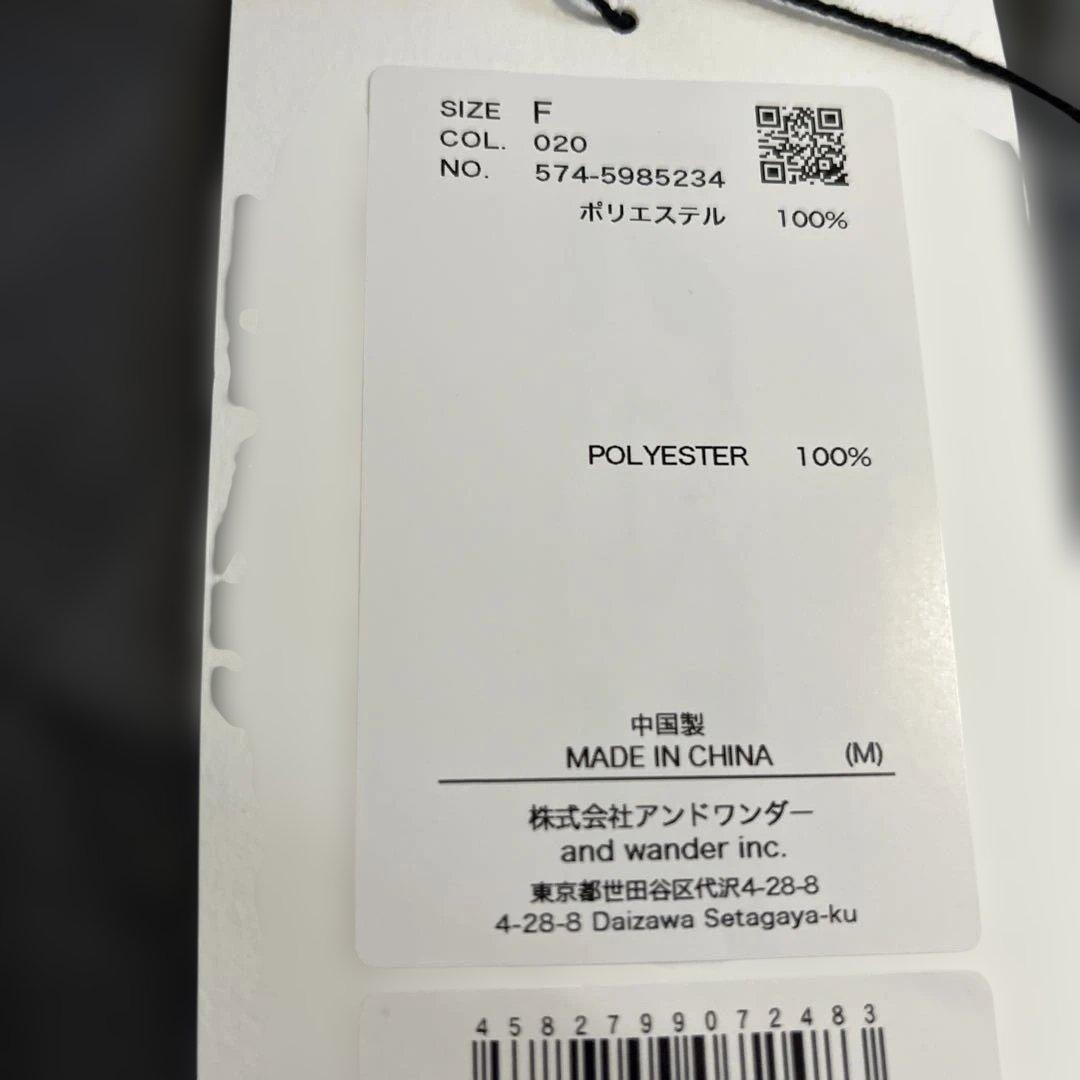 SIZE F
COL. 020
NO. 574-5985234
ポリエステル 100%
POLYESTER 100%
中国製
MADE IN CHINA (M)
株式会社アンドワンダー
and wander inc.
東京都世田谷区代沢4-28-8
4-28-8 Daizawa Setagaya-ku
4582799072483